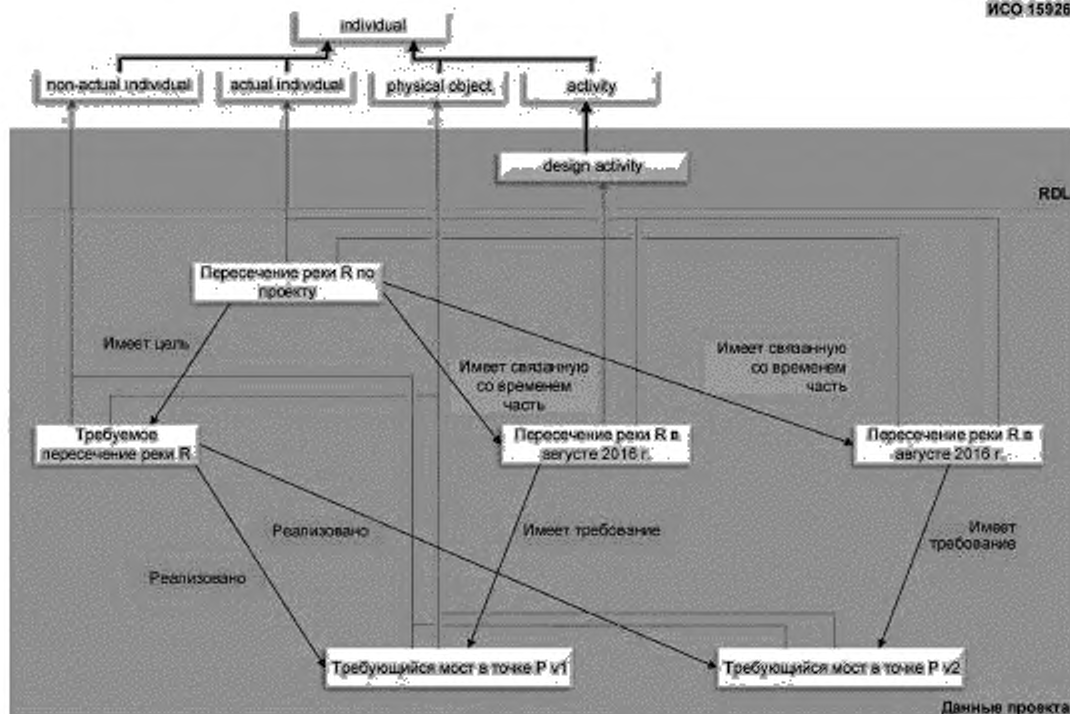 ИСО 15926
individual
non-actual individual
actual individual
physical object
activity
design activity
RDL
Пересечение реки R по
проекту
Имеет цель
Имеет связанную
со временем
часть
Имеет связанную
со временем
часть
Требуемое
пересечение реки R
Пересечение реки R в
августе 2016 г.
Пересечение реки R в
августе 2016 г.
Реализовано
Имеет требование
Имеет
требование
Реализовано
Требующийся мост в точке P v1
Требующийся мост в точке P v2
Данные проекта